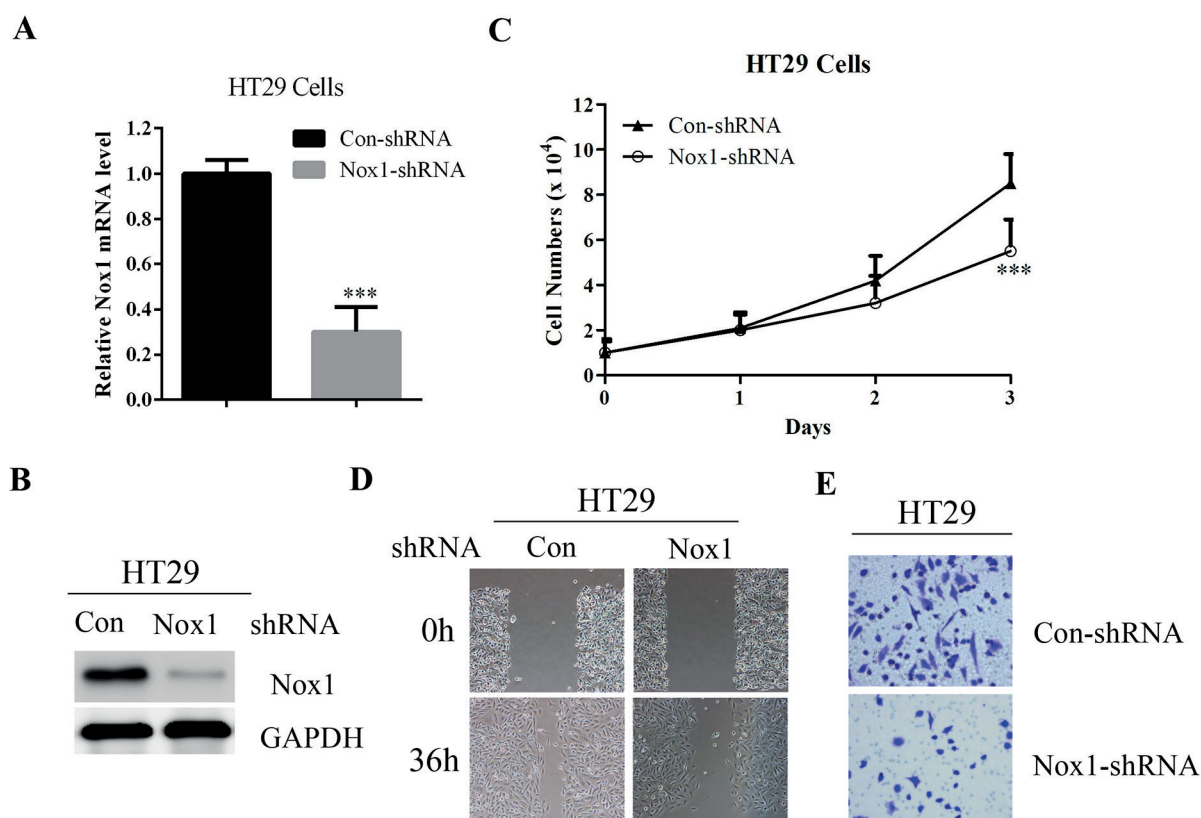 A
HT29 Cells
Relative Nox1 mRNA level
1.2
1.0
0.8
0.6
0.4
0.2
0.0
Con-shRNA
Nox1-shRNA
***
C
HT29 Cells
Cell Numbers (x 10⁴)
12
10
8
6
4
2
0
Con-shRNA
Nox1-shRNA
***
0 1 2 3
Days
B
HT29
Con Nox1 shRNA
Nox1
GAPDH
D
HT29
shRNA Con Nox1
0h
36h
E
HT29
Con-shRNA
Nox1-shRNA